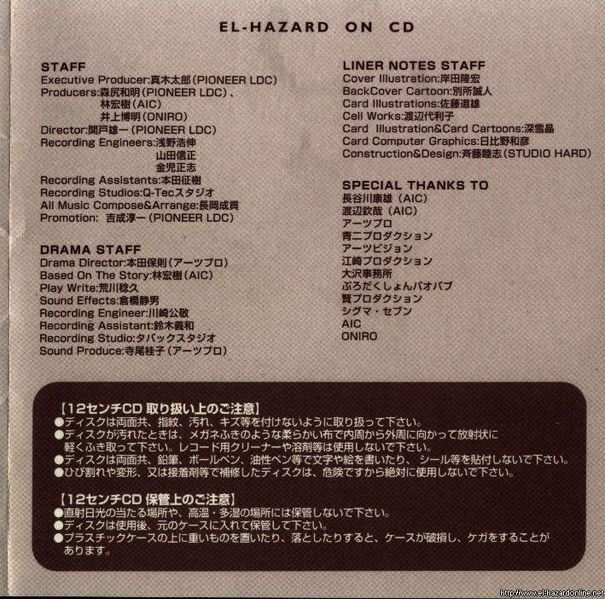 EL-HAZARD ON CD
STAFF
Executive Producer:真木太郎(PIONEER LDC)
Producers:森尻和明(PIONEER LDC)、
林宏樹(AIC)
井上博明(ONIRO)
Director:関戸雄一(PIONEER LDC)
Recording Engineers:浅野浩伸
山田信正
金児正志
Recording Assistants:本田征樹
Recording Studios:Q-Tecスタジオ
All Music Compose&Arrange:長岡成貢
Promotion: 吉成淳一(PIONEER LDC)
DRAMA STAFF
Drama Director:本田保則(アーツプロ)
Based On The Story:林宏樹(AIC)
Play Write:荒川稔久
Sound Effects:倉橋静男
Recording Engineer:川崎公敬
Recording Assistant:鈴木義和
Recording Studio:タバックスタジオ
Sound Produce:寺尾桂子(アーツプロ)
LINER NOTES STAFF
Cover Illustration:岸田隆宏
BackCover Cartoon:別所誠人
Card Illustrations:佐藤道雄
Cell Works:渡辺代利子
Card Illustration&Card Cartoons:深雪晶
Card Computer Graphics:日比野和彦
Construction&Design:斉藤睦志(STUDIO HARD)
SPECIAL THANKS TO
長谷川康雄(AIC)
渡辺欽哉(AIC)
アーツプロ
青二プロダクション
アーツビジョン
江崎プロダクション
大沢事務所
ぷろだくしょんバオバブ
賢プロダクション
シグマ・セブン
AIC
ONIRO
【12センチCD 取り扱い上のご注意】
●ディスクは両面共、指紋、汚れ、キズ等を付けないように取り扱って下さい。
●ディスクが汚れたときは、メガネふきのような柔らかい布で内周から外周に向かって放射状に
軽くふき取って下さい。レコード用クリーナーや溶剤等は使用しないで下さい。
●ディスクは両面共、鉛筆、ボールペン、油性ペン等で文字や絵を書いたり、シール等を貼付しないで下さい。
●ひび割れや変形、又は接着剤等で補修したディスクは、危険ですから絶対に使用しないで下さい。
【12センチCD 保管上のご注意】
●直射日光の当たる場所や、高温・多湿の場所には保管しないで下さい。
●ディスクは使用後、元のケースに入れて保管して下さい。
●プラスチックケースの上に重いものを置いたり、落としたりすると、ケースが破損し、ケガをすることが
あります。
http://www.el-hazardonline.net